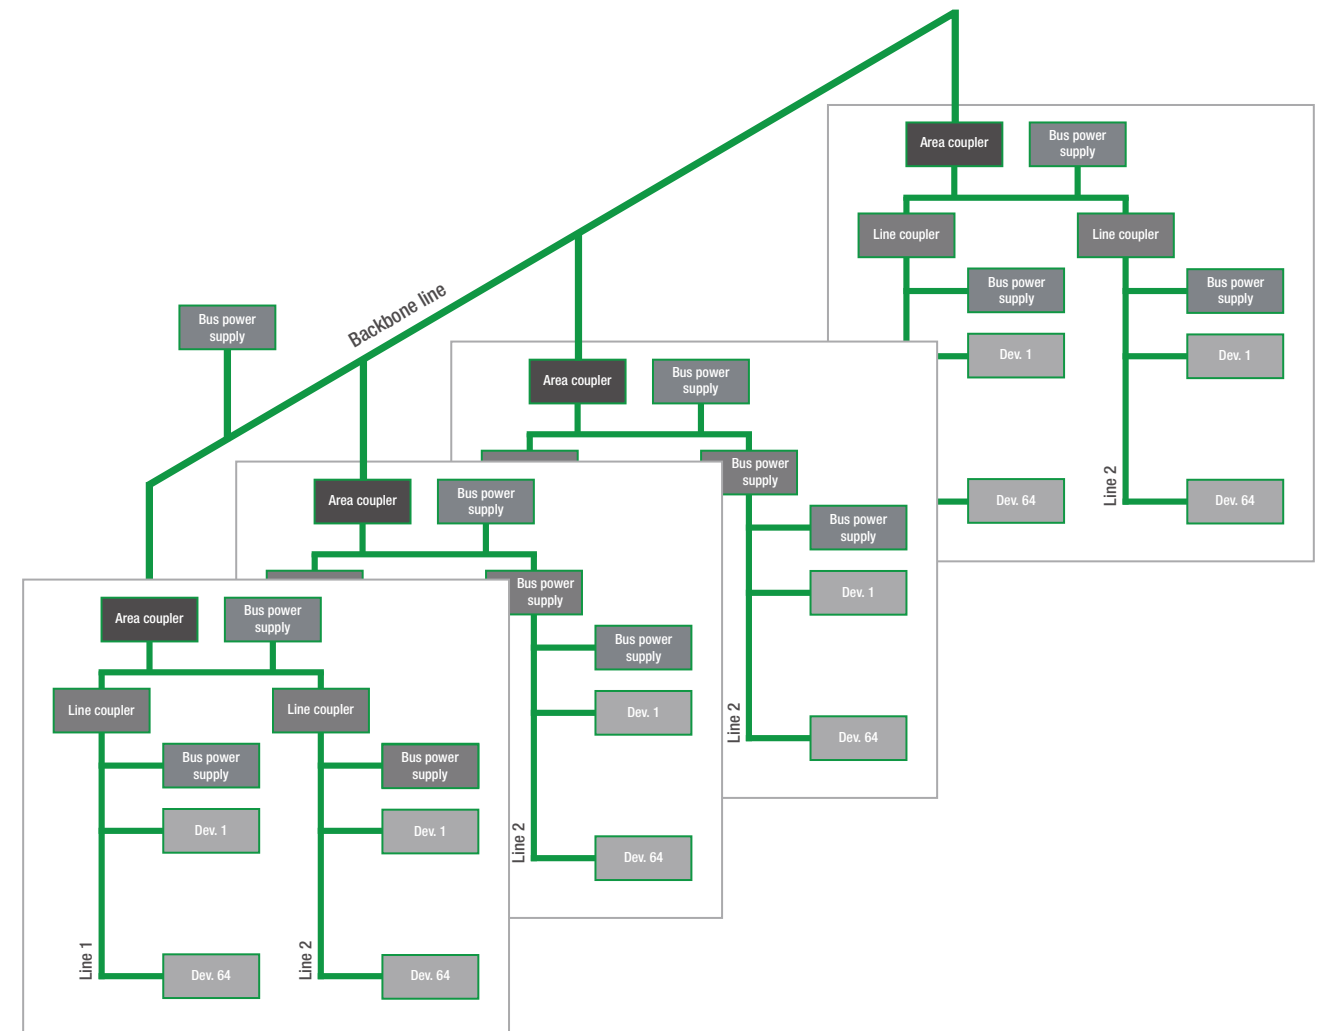 Area coupler
Bus power
supply
Line coupler
Line coupler
Bus power
supply
Bus power
supply
Dev. 1
Dev. 1
Line 2
Dev. 64
Dev. 64
Backbone line
Bus power
supply
Area coupler
Bus power
supply
Bus power
supply
Bus power
supply
Dev. 1
Line 2
Dev. 64
Area coupler
Bus power
supply
Bus power
supply
Bus power
supply
Dev. 1
Line 2
Dev. 64
Area coupler
Bus power
supply
Line coupler
Line coupler
Bus power
supply
Bus power
supply
Dev. 1
Dev. 1
Line 1
Line 2
Dev. 64
Dev. 64